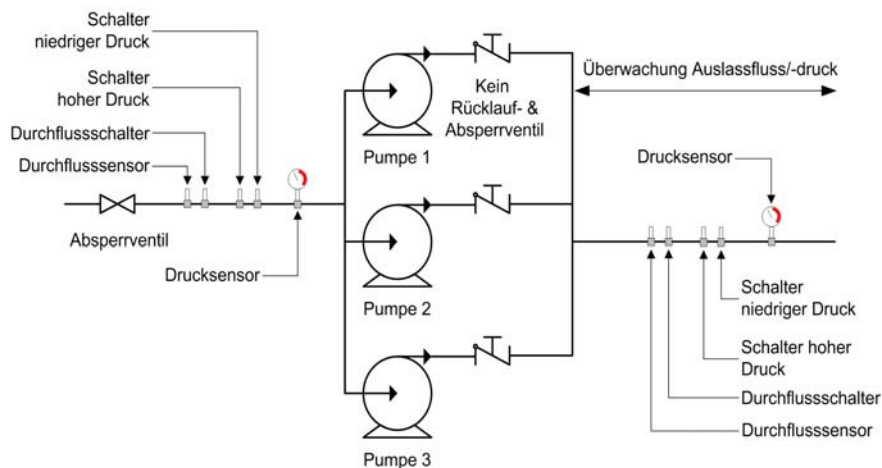 Schalter
niedriger Druck
Schalter
hoher Druck
Durchflussschalter
Durchflusssensor
Absperrventil
Drucksensor
Pumpe 1
Kein
Rücklauf- &
Absperrventil
Pumpe 2
Pumpe 3
Überwachung Auslassfluss/-druck
Drucksensor
Schalter
niedriger Druck
Schalter hoher
Druck
Durchflussschalter
Durchflusssensor